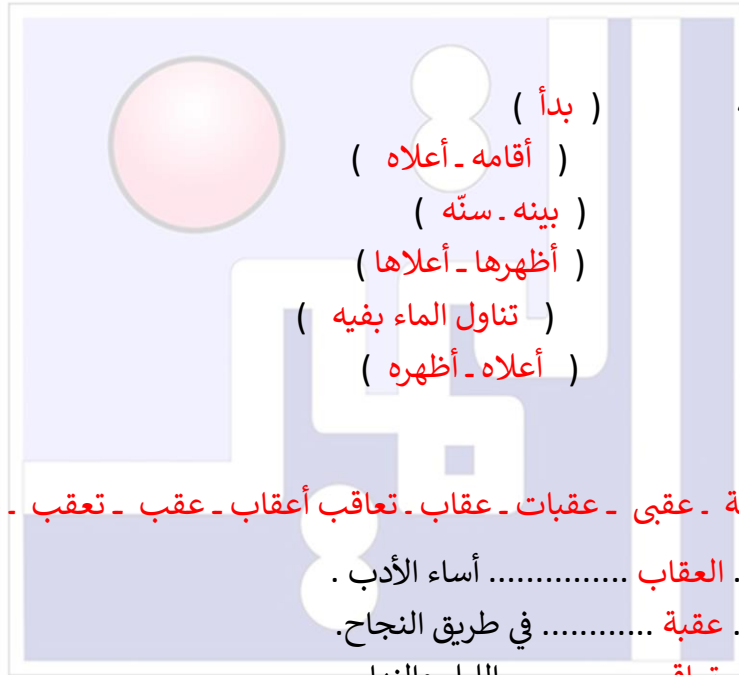 ( بدأ )
( أقامه ـ أعلاه )
( بينه ـ سنّه )
( أظهرها ـ أعلاها )
( تناول الماء بفيه )
( أعلاه ـ أظهره )
ـ عقبى ـ عقبات ـ عقاب ـ تعاقب أعقاب ـ عقب ـ تعقب ـ
. العقاب ............... أساء الأدب .
. عقبة ............ في طريق النجاح.